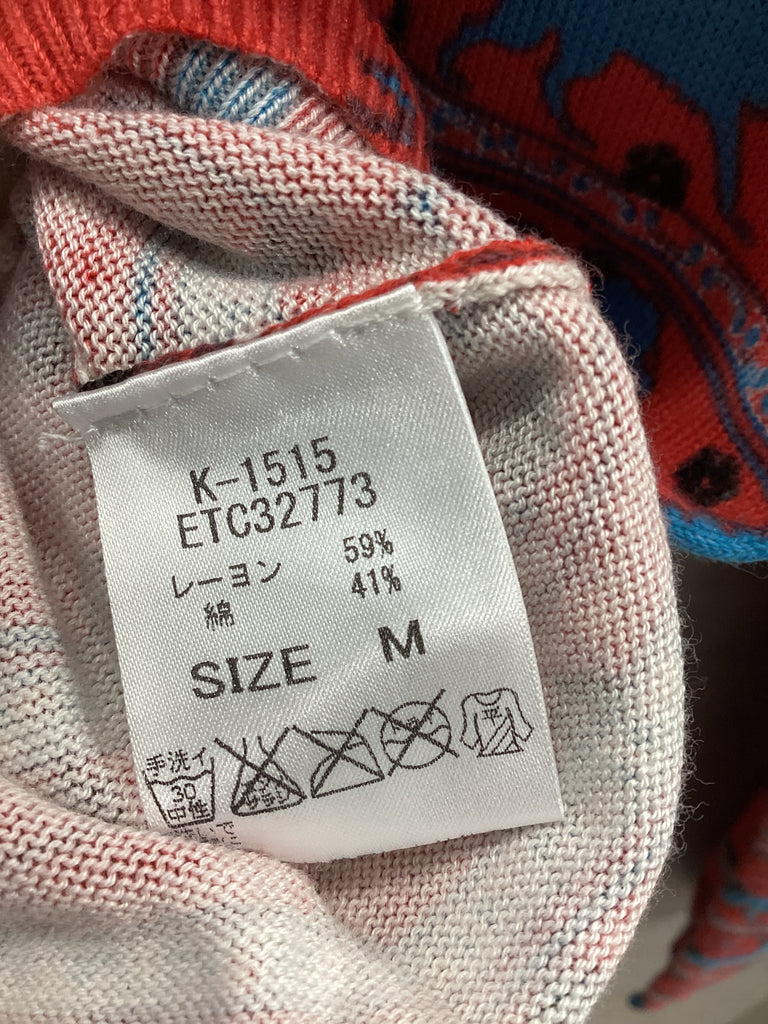 K-1515
ETC32773
レーヨン 59%
綿 41%
SIZE M
手洗イ
30
中性
平